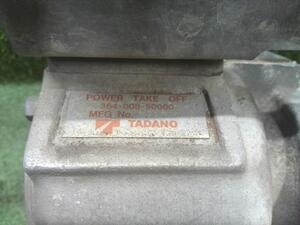 POWER TAKE OFF
364-008-50000
MFG No.
TADANO